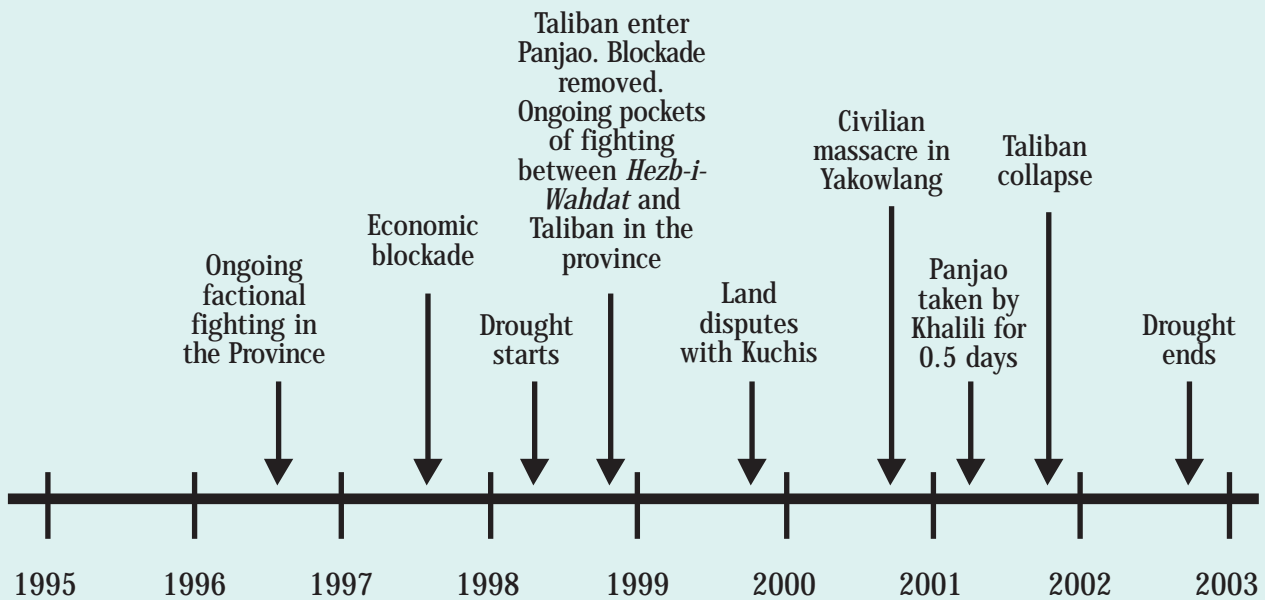 Ongoing
factional
fighting in
the Province
Economic
blockade
Drought
starts
Taliban enter
Panjao. Blockade
removed.
Ongoing pockets
of fighting
between Hezb-i-
Wahdat and
Taliban in the
province
Land
disputes
with Kuchis
Civilian
massacre in
Yakowlang
Panjao
taken by
Khalili for
0.5 days
Taliban
collapse
Drought
ends
1995 1996 1997 1998 1999 2000 2001 2002 2003